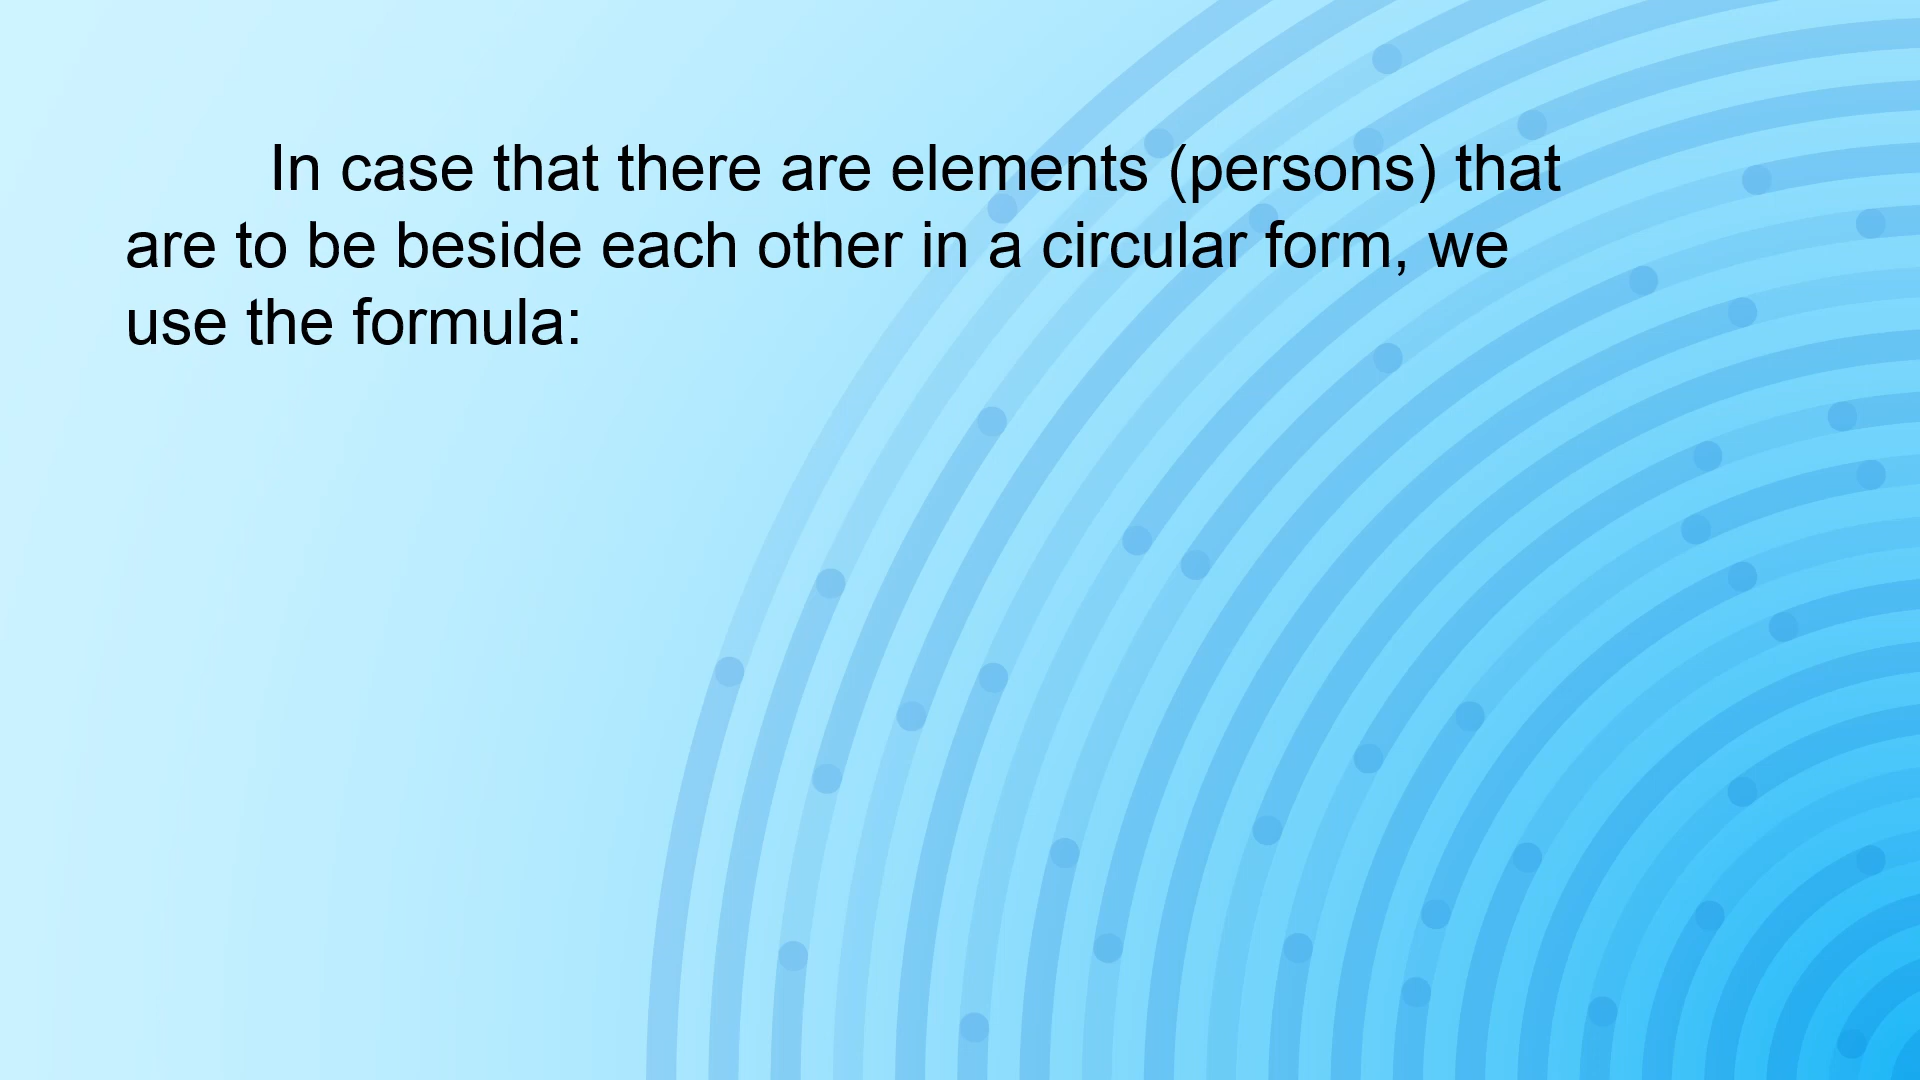 In case that there are elements (persons) that
are to be beside each other in a circular form, we
use the formula: